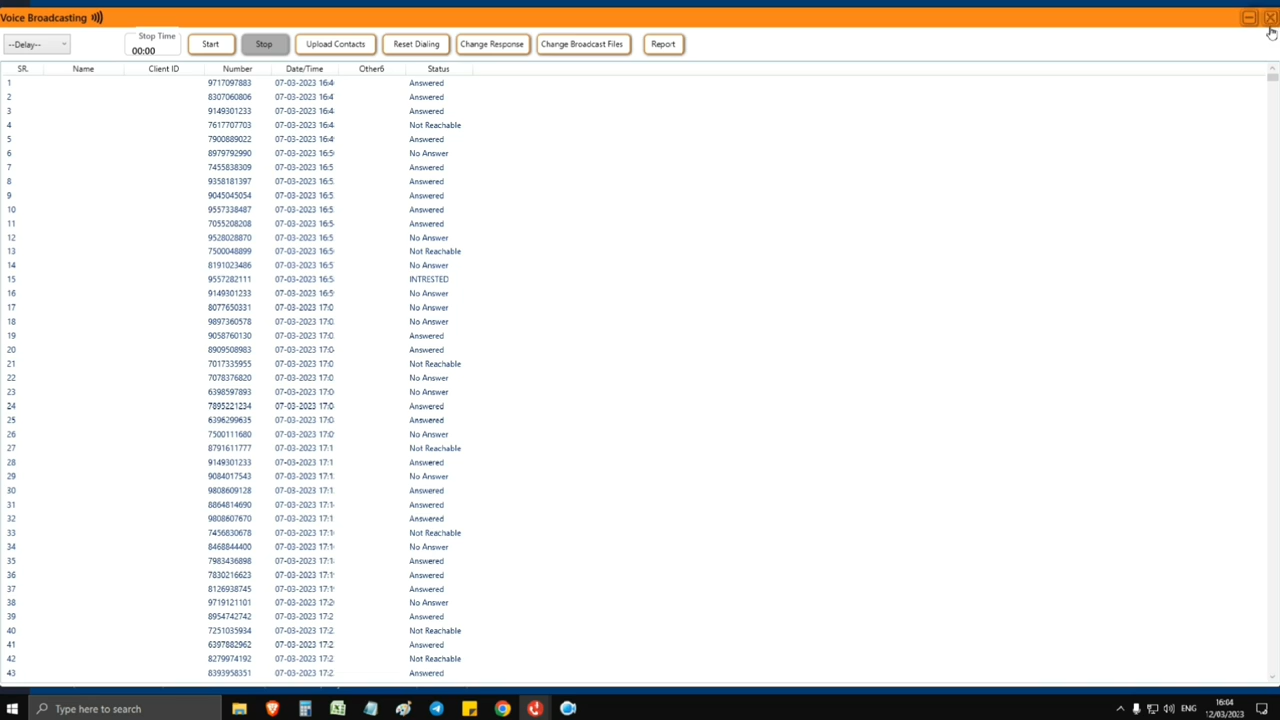 Voice Broadcasting
--Delay-- Stop Time 00:00 Start Stop Upload Contacts Reset Dialing Change Response Change Broadcast Files Report
SR. Name Client ID Number Date/Time Other6 Status
1 9717097883 07-03-2023 16:4 Answered
2 8307060806 07-03-2023 16:4 Answered
3 9149301233 07-03-2023 16:4 Answered
4 7617707703 07-03-2023 16:4 Not Reachable
5 7900889022 07-03-2023 16:4 Answered
6 8979792990 07-03-2023 16:5 No Answer
7 7455838309 07-03-2023 16:5 Answered
8 9358181397 07-03-2023 16:5 Answered
9 9045045054 07-03-2023 16:5 Answered
10 9557338487 07-03-2023 16:5 Answered
11 7055208208 07-03-2023 16:5 Answered
12 9528028870 07-03-2023 16:5 No Answer
13 7500048899 07-03-2023 16:5 Not Reachable
14 8191023486 07-03-2023 16:5 No Answer
15 9557282111 07-03-2023 16:5 INTRESTED
16 9149301233 07-03-2023 16:5 No Answer
17 8077650331 07-03-2023 17:0 No Answer
18 9897360578 07-03-2023 17:0 No Answer
19 9058760130 07-03-2023 17:0 Answered
20 8909508983 07-03-2023 17:0 Answered
21 7017335955 07-03-2023 17:0 Not Reachable
22 7078376820 07-03-2023 17:0 No Answer
23 6398597893 07-03-2023 17:0 No Answer
24 7895221234 07-03-2023 17:0 Answered
25 6396299635 07-03-2023 17:0 Answered
26 7500111680 07-03-2023 17:0 No Answer
27 8791611777 07-03-2023 17:1 Not Reachable
28 9149301233 07-03-2023 17:1 Answered
29 9084017543 07-03-2023 17:1 No Answer
30 9808609128 07-03-2023 17:1 Answered
31 8864814690 07-03-2023 17:1 Answered
32 9808607670 07-03-2023 17:1 Answered
33 7456830678 07-03-2023 17:1 Not Reachable
34 8468844400 07-03-2023 17:1 No Answer
35 7983436898 07-03-2023 17:1 Answered
36 7830216623 07-03-2023 17:1 Answered
37 8126938745 07-03-2023 17:1 Answered
38 9719121101 07-03-2023 17:2 No Answer
39 8954742742 07-03-2023 17:2 Answered
40 7251035934 07-03-2023 17:2 Not Reachable
41 6397882962 07-03-2023 17:2 Answered
42 8279974192 07-03-2023 17:2 Not Reachable
43 8393958351 07-03-2023 17:2 Answered
Type here to search 16:04
12/03/2023